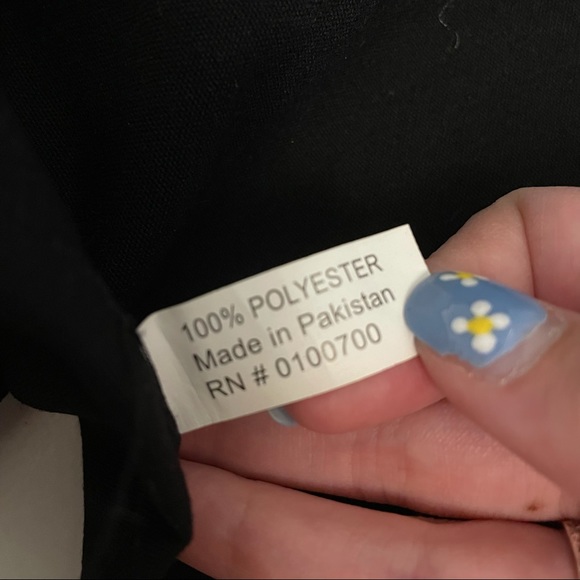 100% POLYESTER
Made in Pakistan
RN # 0100700